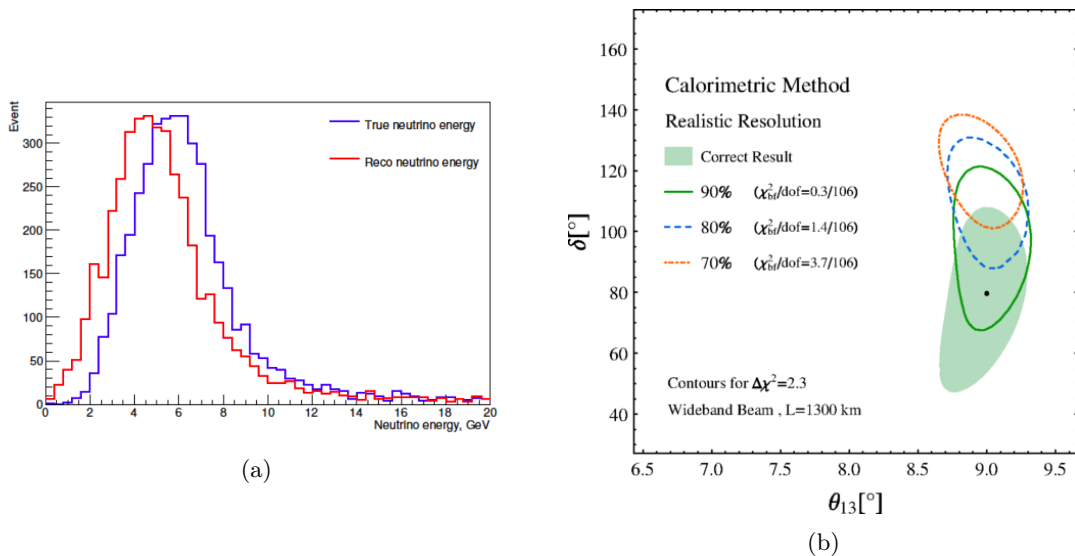 Event
300
250
200
150
100
50
0
True neutrino energy
Reco neutrino energy
0 2 4 6 8 10 12 14 16 18 20
Neutrino energy, GeV
(a)
δ[°]
160
140
120
100
80
60
40
Calorimetric Method
Realistic Resolution
Correct Result
90% (χ²bf/dof=0.3/106)
80% (χ²bf/dof=1.4/106)
70% (χ²bf/dof=3.7/106)
Contours for Δχ²=2.3
Wideband Beam , L=1300 km
6.5 7.0 7.5 8.0 8.5 9.0 9.5
θ₁₃[°]
(b)